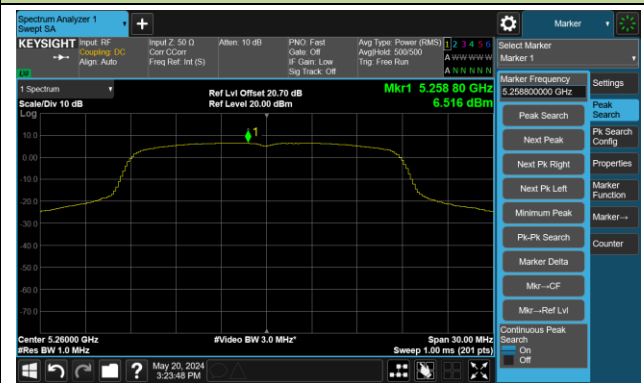 Spectrum Analyzer 1
Swept SA
Marker
KEYSIGHT
Input: RF
Coupling: DC
Align: Auto
Input Z: 50 Ω
Corr CCorr
Freq Ref: Int (S)
Atten: 10 dB
PNO: Fast
Gate: Off
IF Gain: Low
Sig Track: Off
Avg Type: Power (RMS)
Avg|Hold: 500/500
Trig: Free Run
1 2 3 4 5 6
A W W W W W
A N N N N N
Select Marker
Marker 1
1 Spectrum
Scale/Div 10 dB
Log
Ref Lvl Offset 20.70 dB
Ref Level 20.00 dBm
Mkr1 5.258 80 GHz
6.516 dBm
1
10.0
0.00
-10.0
-20.0
-30.0
-40.0
-50.0
-60.0
-70.0
Center 5.26000 GHz
#Res BW 1.0 MHz
#Video BW 3.0 MHz*
Span 30.00 MHz
Sweep 1.00 ms (201 pts)
Marker Frequency
5.258800000 GHz
Peak Search
Next Peak
Next Pk Right
Next Pk Left
Minimum Peak
Pk-Pk Search
Marker Delta
Mkr→CF
Mkr→Ref Lvl
Continuous Peak
Search
On
Off
Settings
Peak
Search
Pk Search
Config
Properties
Marker
Function
Marker→
Counter
?
May 20, 2024
3:23:48 PM